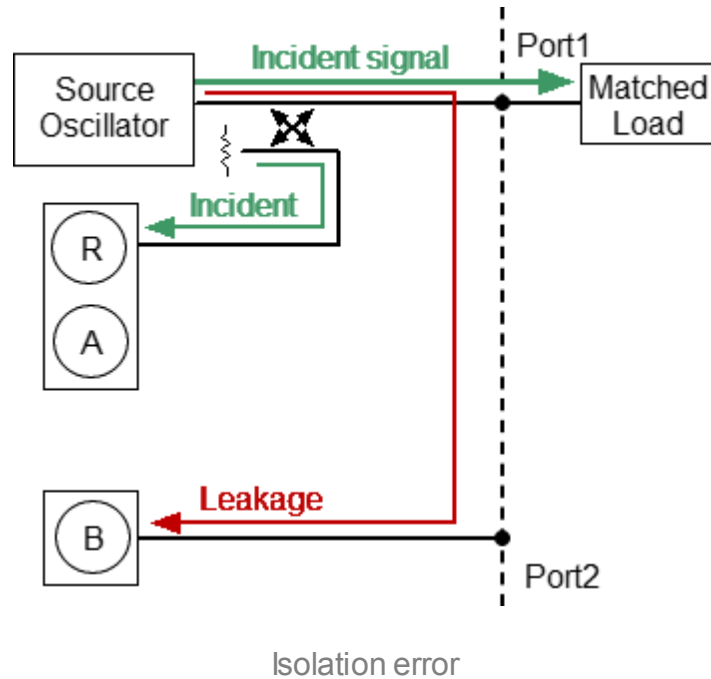 Port1
Incident signal
Source
Oscillator
Matched
Load
Incident
R
A
Leakage
B
Port2
Isolation error